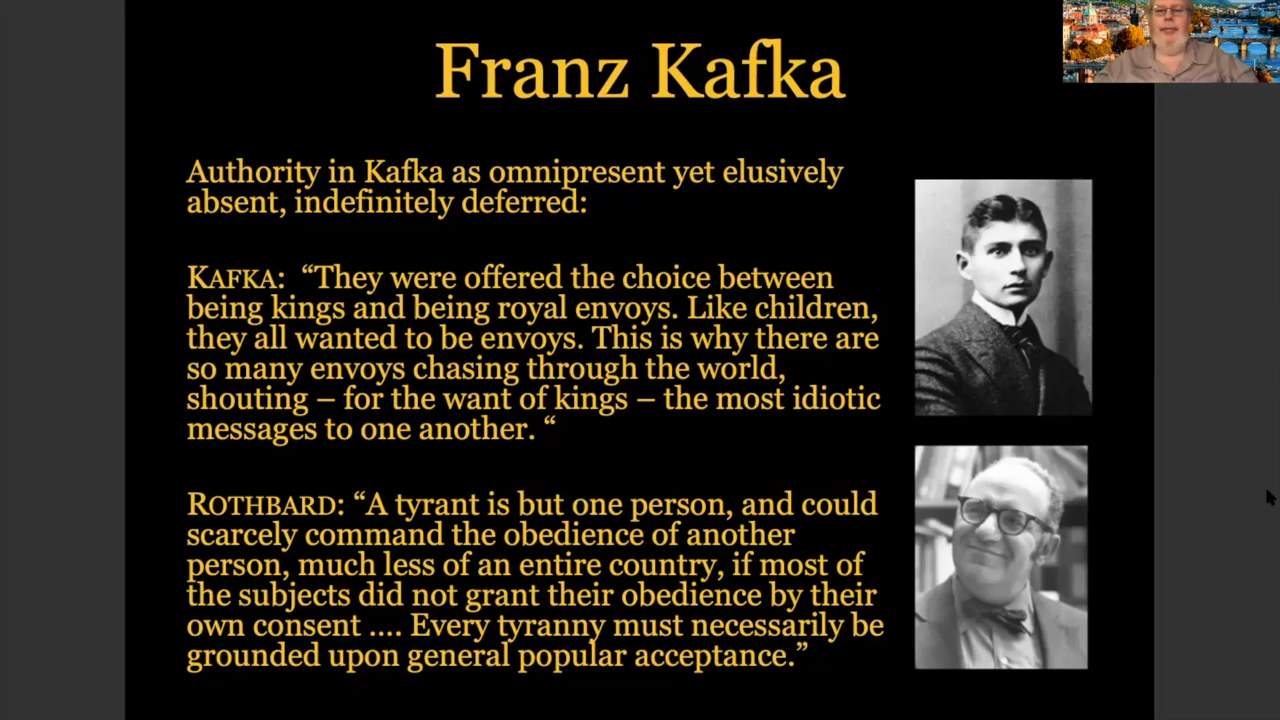 Franz Kafka
Authority in Kafka as omnipresent yet elusively
absent, indefinitely deferred:
KAFKA: “They were offered the choice between
being kings and being royal envoys. Like children,
they all wanted to be envoys. This is why there are
so many envoys chasing through the world,
shouting – for the want of kings – the most idiotic
messages to one another. “
ROTHBARD: “A tyrant is but one person, and could
scarcely command the obedience of another
person, much less of an entire country, if most of
the subjects did not grant their obedience by their
own consent .... Every tyranny must necessarily be
grounded upon general popular acceptance.”